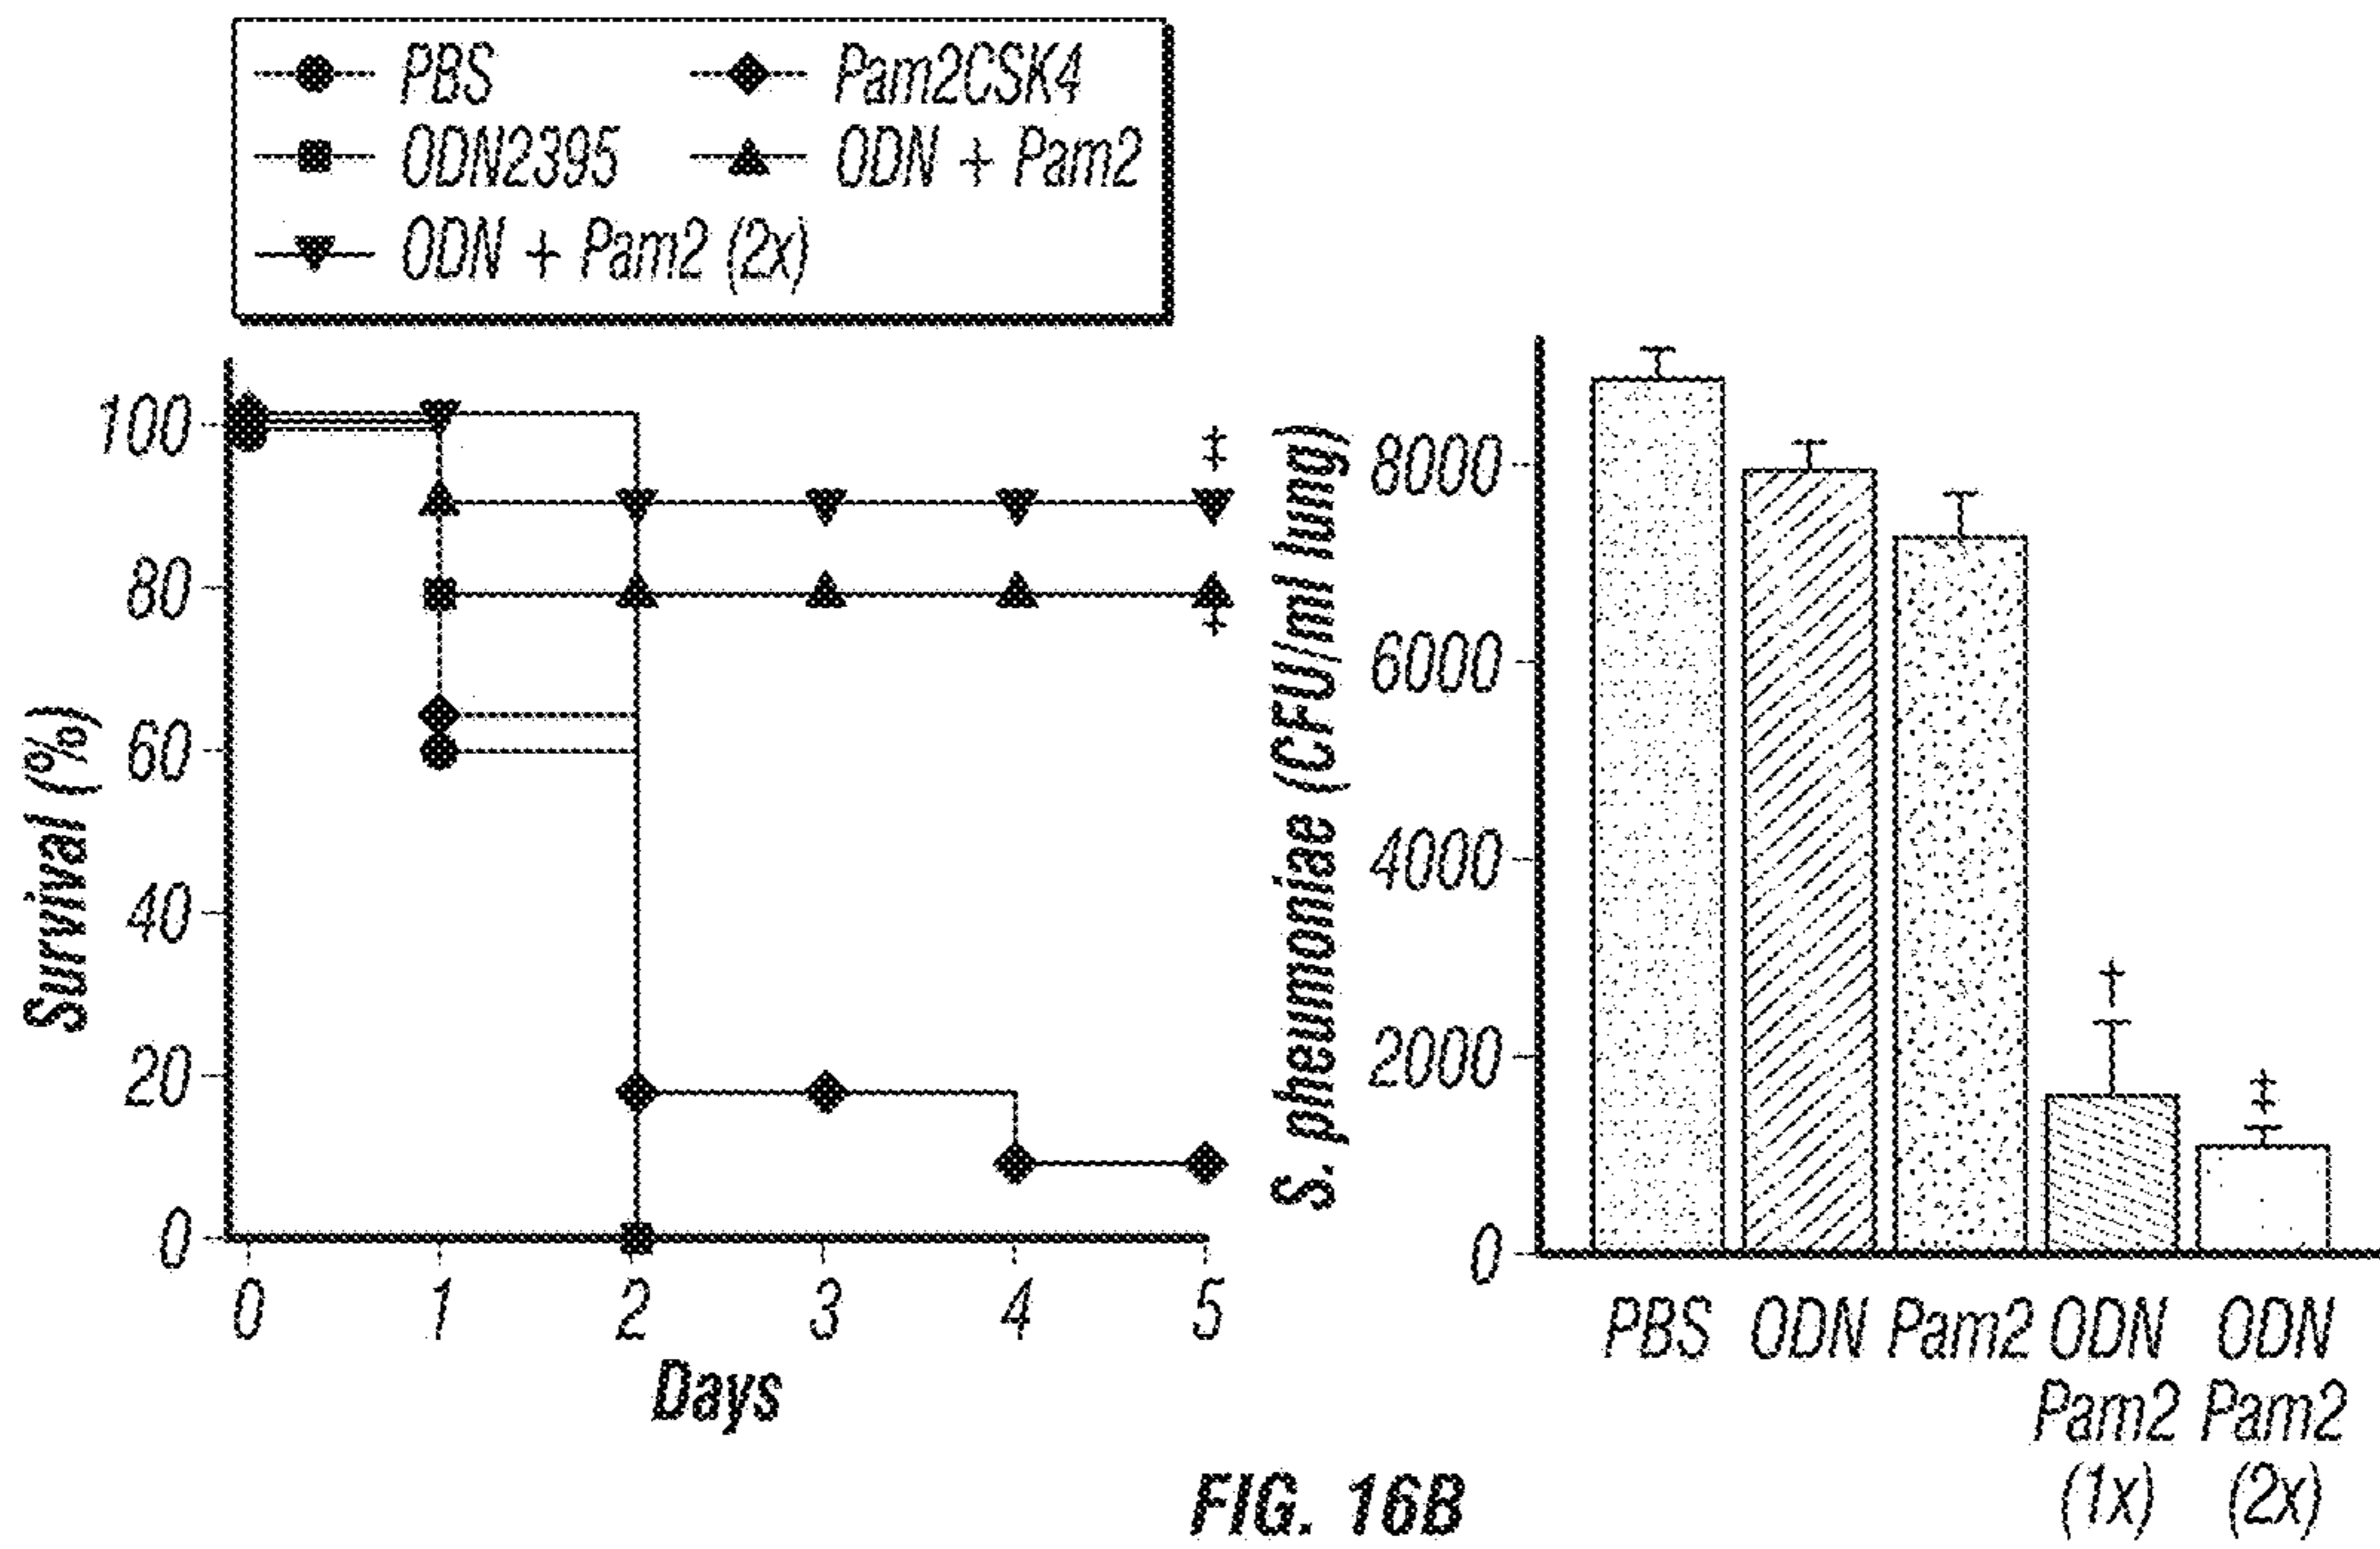 PBS
Pam2CSK4
ODN2395
ODN + Pam2
ODN + Pam2 (2x)
Survival (%)
100
80
60
40
20
0
‡
‡
0 1 2 3 4 5
Days
S. pheumoniae (CFU/ml lung)
8000
6000
4000
2000
0
†
‡
PBS ODN Pam2 ODN ODN
Pam2 Pam2
(1x) (2x)
FIG. 16B